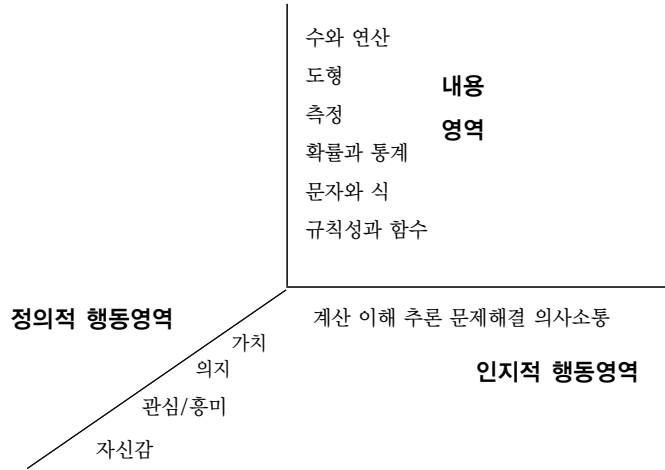 수와 연산
도형
내용
측정
영역
확률과 통계
문자와 식
규칙성과 함수
정의적 행동영역
계산 이해 추론 문제해결 의사소통
가치
의지
인지적 행동영역
관심/흥미
자신감